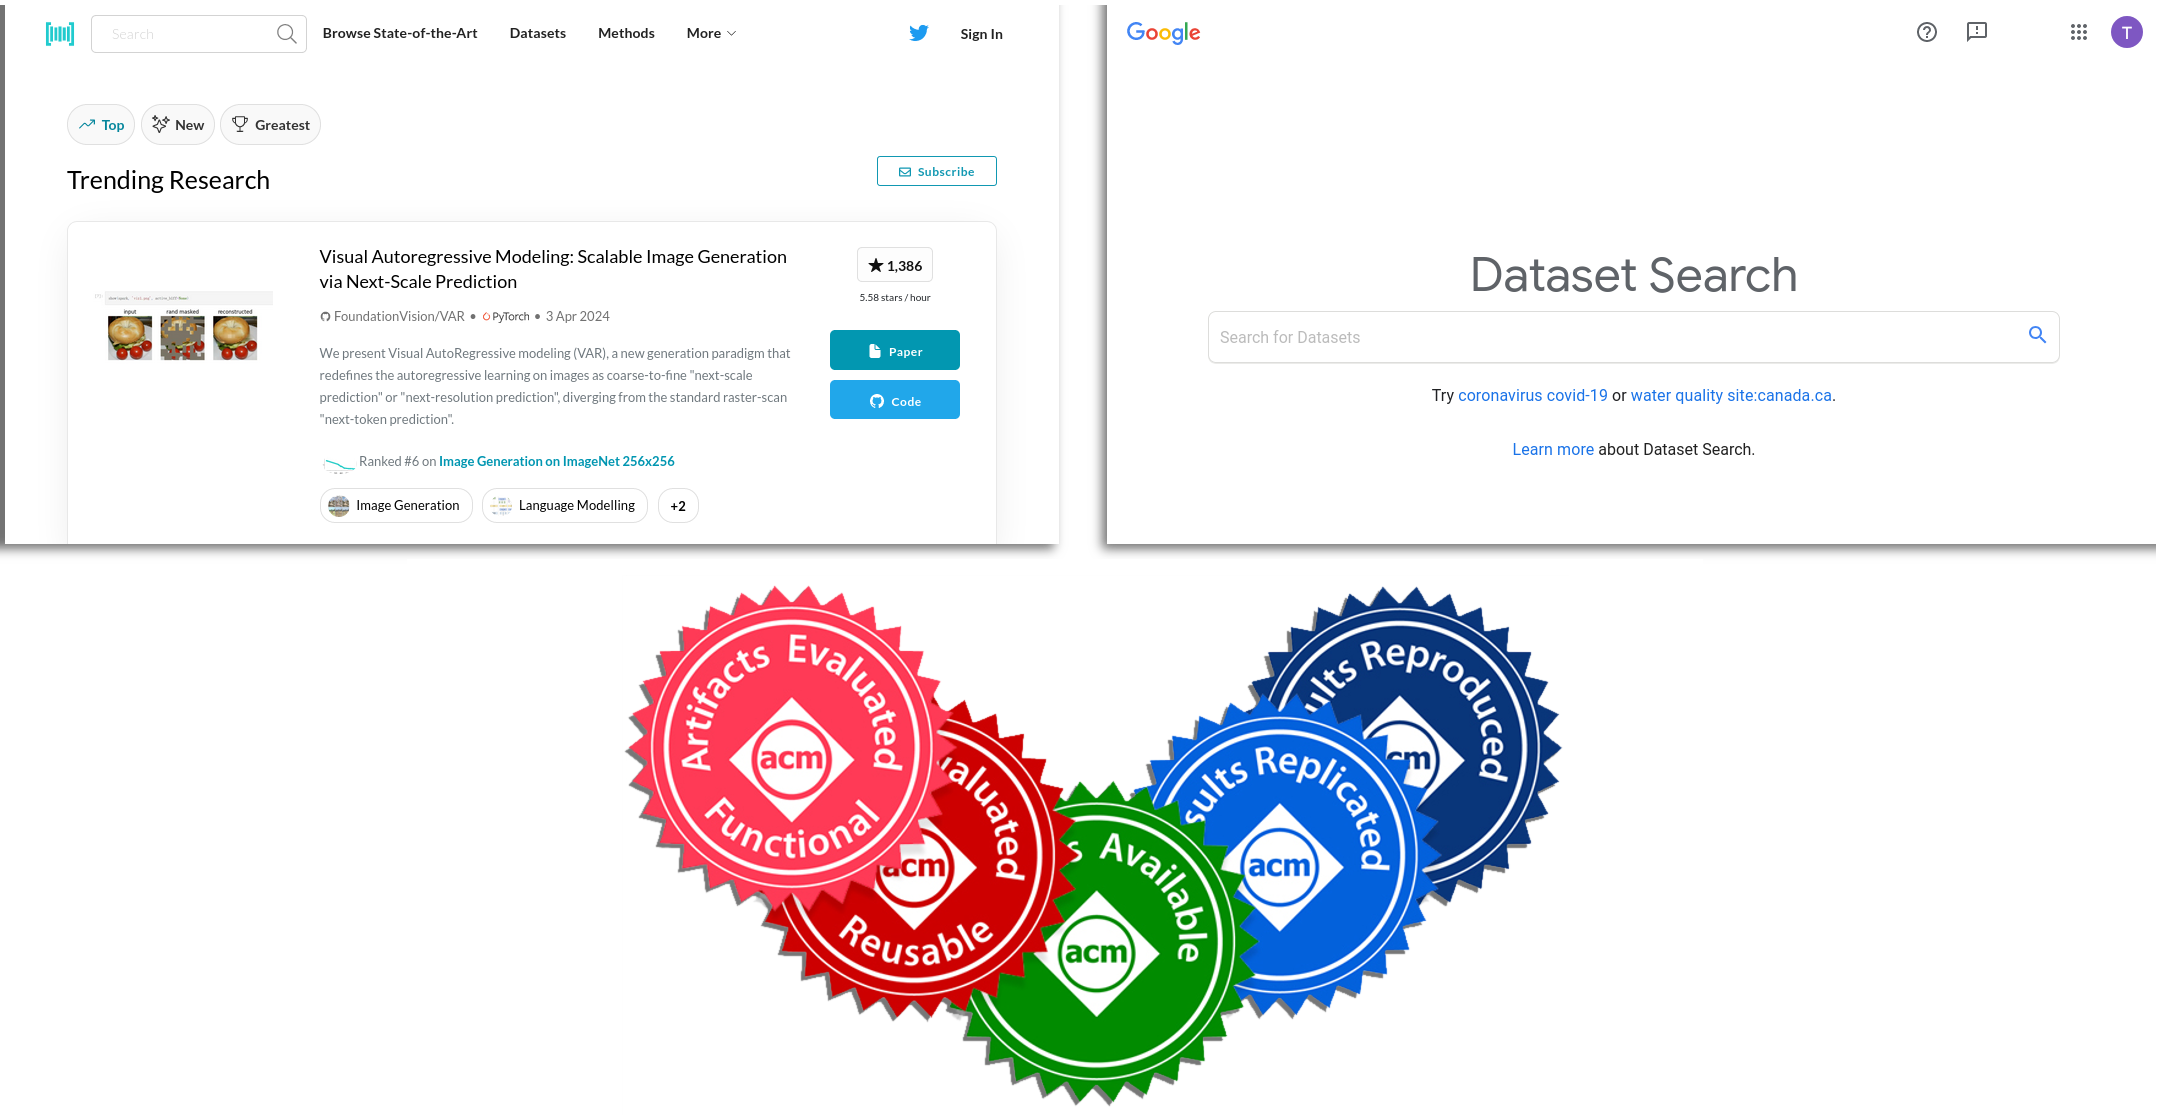 Search
Browse State-of-the-Art
Datasets
Methods
More
Sign In
Top
New
Greatest
Trending Research
Subscribe
input
rand masked
reconstructed
Visual Autoregressive Modeling: Scalable Image Generation
via Next-Scale Prediction
FoundationVision/VAR • PyTorch • 3 Apr 2024
We present Visual AutoRegressive modeling (VAR), a new generation paradigm that
redefines the autoregressive learning on images as coarse-to-fine "next-scale
prediction" or "next-resolution prediction", diverging from the standard raster-scan
"next-token prediction".
Ranked #6 on Image Generation on ImageNet 256x256
Image Generation
Language Modelling
+2
1,386
5.58 stars / hour
Paper
Code
Google
T
Dataset Search
Search for Datasets
Try coronavirus covid-19 or water quality site:canada.ca.
Learn more about Dataset Search.
Artifacts Evaluated
acm
Functional
aluated
acm
Reusable
s Available
acm
sults Replicated
acm
ults Reproduced
cm